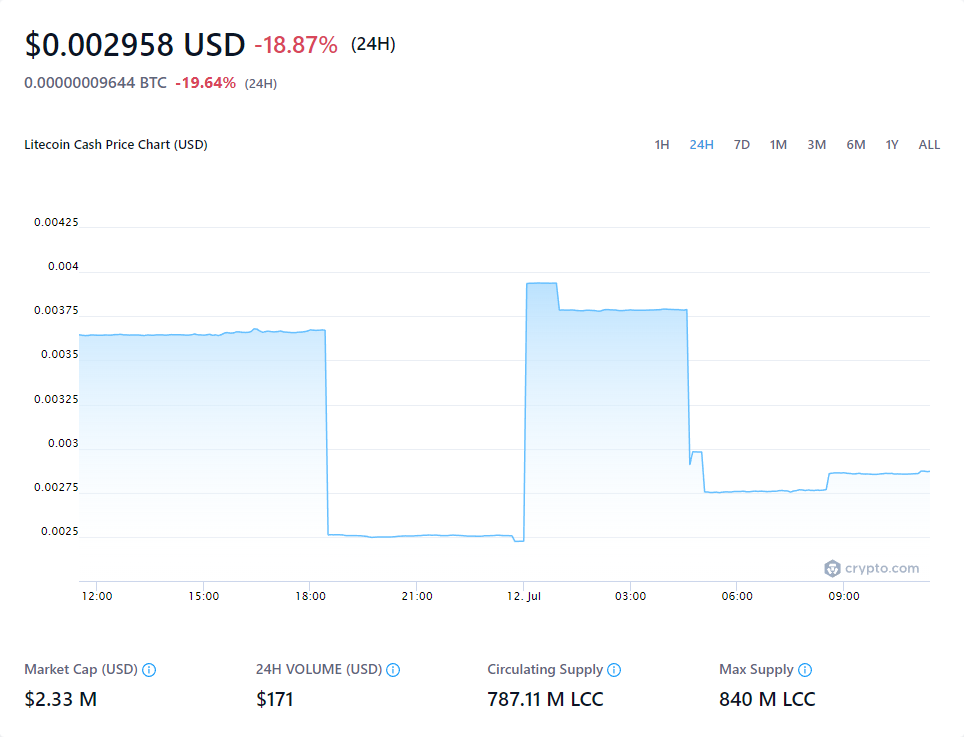 $0.002958 USD -18.87% (24H)
0.00000009644 BTC -19.64% (24H)
Litecoin Cash Price Chart (USD) 1H 24H 7D 1M 3M 6M 1Y ALL
0.00425
0.004
0.00375
0.0035
0.00325
0.003
0.00275
0.0025
crypto.com
12:00 15:00 18:00 21:00 12. Jul 03:00 06:00 09:00
Market Cap (USD) 24H VOLUME (USD) Circulating Supply Max Supply
$2.33 M $171 787.11 M LCC 840 M LCC